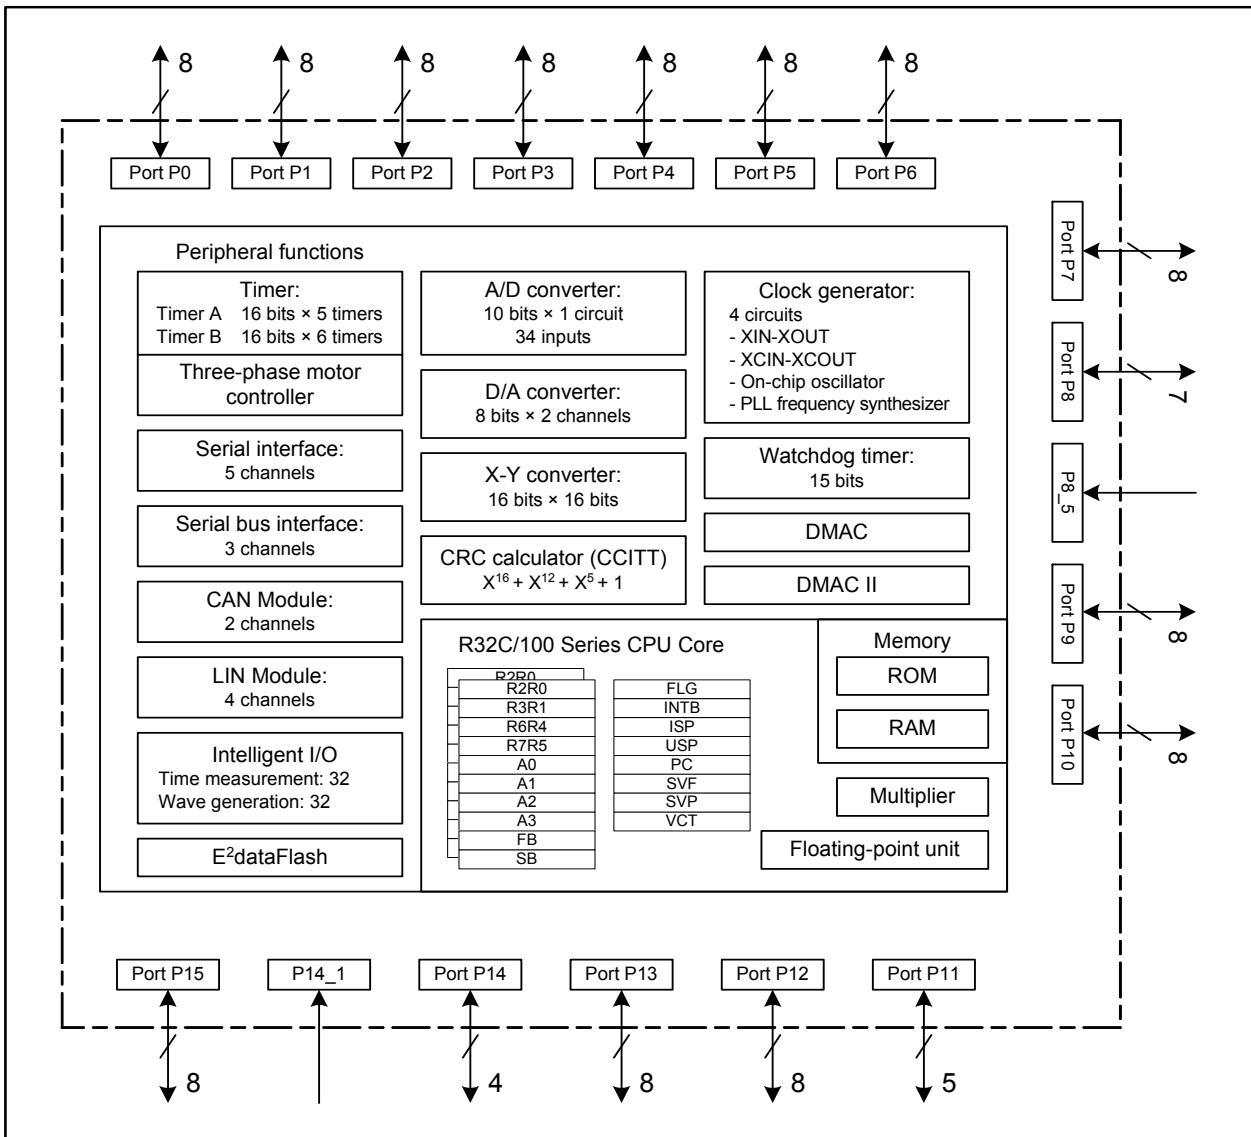 8 8 8 8 8 8 8
Port P0 Port P1 Port P2 Port P3 Port P4 Port P5 Port P6
Port P7
8
Port P8
7
P8_5
Port P9
8
Port P10
8
Peripheral functions
Timer:
Timer A 16 bits × 5 timers
Timer B 16 bits × 6 timers
Three-phase motor
controller
Serial interface:
5 channels
Serial bus interface:
3 channels
CAN Module:
2 channels
LIN Module:
4 channels
Intelligent I/O
Time measurement: 32
Wave generation: 32
E²dataFlash
A/D converter:
10 bits × 1 circuit
34 inputs
D/A converter:
8 bits × 2 channels
X-Y converter:
16 bits × 16 bits
CRC calculator (CCITT)
X¹⁶ + X¹² + X⁵ + 1
Clock generator:
4 circuits
- XIN-XOUT
- XCIN-XCOUT
- On-chip oscillator
- PLL frequency synthesizer
Watchdog timer:
15 bits
DMAC
DMAC II
R32C/100 Series CPU Core
R2R0
R2R0
R3R1
R6R4
R7R5
A0
A1
A2
A3
FB
SB
FLG
INTB
ISP
USP
PC
SVF
SVP
VCT
Memory
ROM
RAM
Multiplier
Floating-point unit
Port P15 P14_1 Port P14 Port P13 Port P12 Port P11
8 4 8 8 5